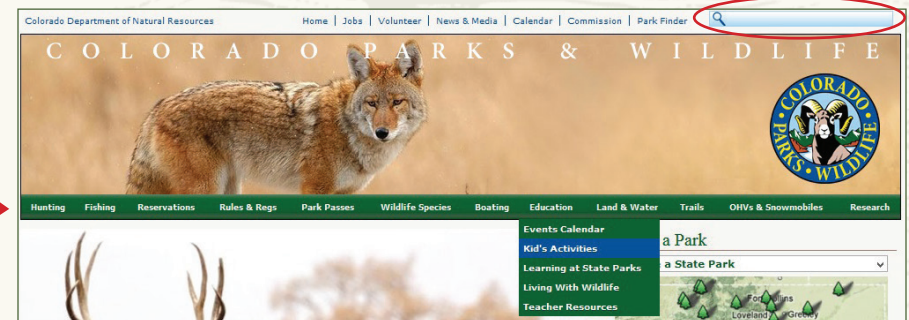 Colorado Department of Natural Resources Home | Jobs | Volunteer | News & Media | Calendar | Commission | Park Finder
COLORADO PARKS & WILDLIFE
COLORADO
PARKS • WILDLIFE
Hunting Fishing Reservations Rules & Regs Park Passes Wildlife Species Boating Education Land & Water Trails OHVs & Snowmobiles Research
Events Calendar
Kid's Activities
Learning at State Parks
Living With Wildlife
Teacher Resources
a Park
a State Park
Fort Collins
Loveland Greeley